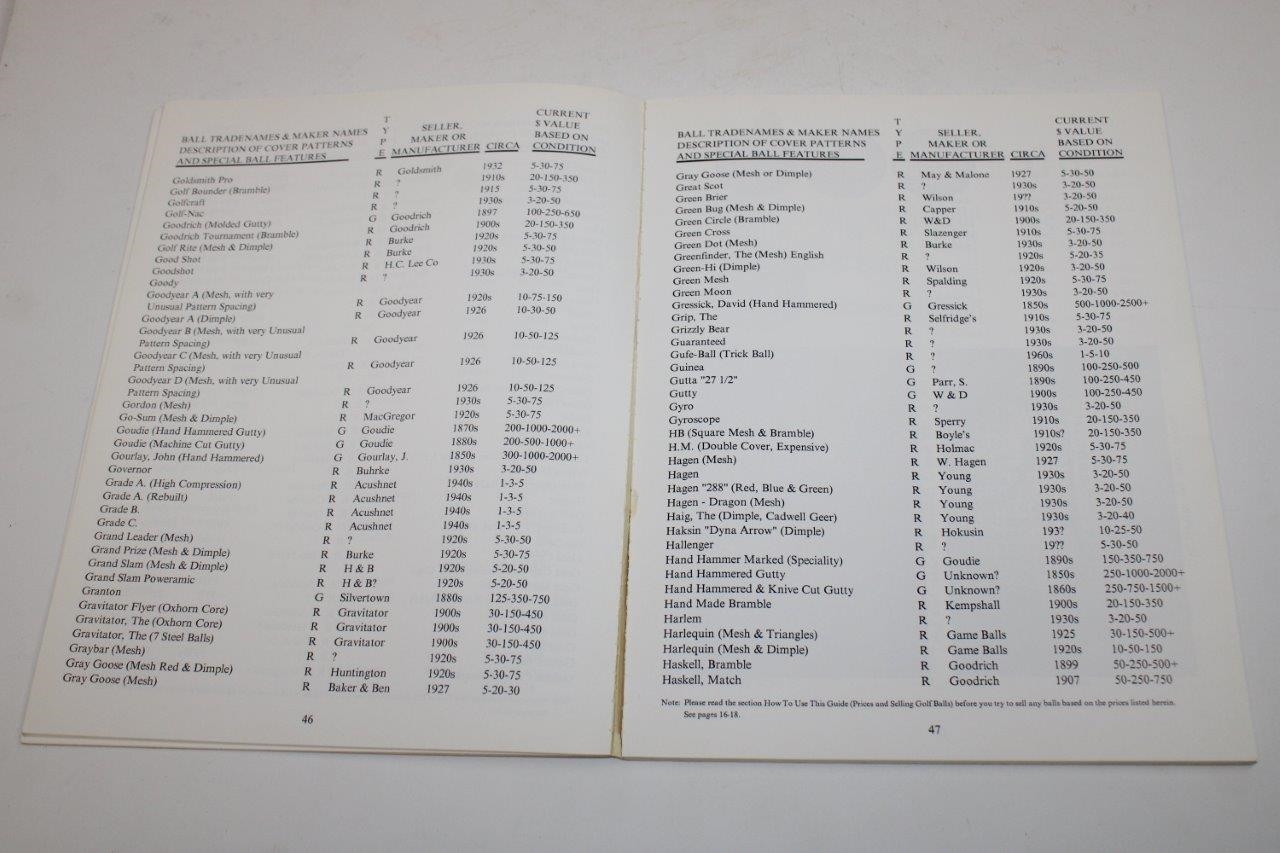 BALL TRADENAMES & MAKER NAMES
DESCRIPTION OF COVER PATTERNS
AND SPECIAL BALL FEATURES
T
Y
P
E
SELLER,
MAKER OR
MANUFACTURER
CIRCA
CURRENT
$ VALUE
BASED ON
CONDITION
Goldsmith Pro R Goldsmith 1932 5-30-75
Golf Bounder (Bramble) R ? 1910s 20-150-350
Golfcraft R ? 1915 5-30-75
Golf-Nac R ? 1930s 3-20-50
Goodrich (Molded Gutty) G Goodrich 1897 100-250-650
Goodrich Tournament (Bramble) R Goodrich 1900s 20-150-350
Golf Rite (Mesh & Dimple) R Burke 1920s 5-30-75
Good Shot R Burke 1920s 5-30-50
Goodshot R H.C. Lee Co 1930s 5-30-75
Goody R ? 1930s 3-20-50
Goodyear A (Mesh, with very
Unusual Pattern Spacing) R Goodyear 1920s 10-75-150
Goodyear A (Dimple) R Goodyear 1926 10-30-50
Goodyear B (Mesh, with very Unusual
Pattern Spacing) R Goodyear 1926 10-50-125
Goodyear C (Mesh, with very Unusual
Pattern Spacing) R Goodyear 1926 10-50-125
Goodyear D (Mesh, with very Unusual
Pattern Spacing) R Goodyear 1926 10-50-125
Gordon (Mesh) R ? 1930s 5-30-75
Go-Sum (Mesh & Dimple) R MacGregor 1920s 5-30-75
Goudie (Hand Hammered Gutty) G Goudie 1870s 200-1000-2000+
Goudie (Machine Cut Gutty) G Goudie 1880s 200-500-1000+
Gourlay, John (Hand Hammered) G Gourlay, J. 1850s 300-1000-2000+
Governor R Buhrke 1930s 3-20-50
Grade A. (High Compression) R Acushnet 1940s 1-3-5
Grade A. (Rebuilt) R Acushnet 1940s 1-3-5
Grade B. R Acushnet 1940s 1-3-5
Grade C. R Acushnet 1940s 1-3-5
Grand Leader (Mesh) R ? 1920s 5-30-50
Grand Prize (Mesh & Dimple) R Burke 1920s 5-30-75
Grand Slam (Mesh & Dimple) R H & B 1920s 5-20-50
Grand Slam Poweramic R H & B? 1920s 5-20-50
Granton G Silvertown 1880s 125-350-750
Gravitator Flyer (Oxhorn Core) R Gravitator 1900s 30-150-450
Gravitator, The (Oxhorn Core) R Gravitator 1900s 30-150-450
Gravitator, The (7 Steel Balls) R Gravitator 1900s 30-150-450
Graybar (Mesh) R ? 1920s 5-30-75
Gray Goose (Mesh Red & Dimple) R Huntington 1920s 5-30-75
Gray Goose (Mesh) R Baker & Ben 1927 5-20-30
46
BALL TRADENAMES & MAKER NAMES
DESCRIPTION OF COVER PATTERNS
AND SPECIAL BALL FEATURES
T
Y
P
E
SELLER,
MAKER OR
MANUFACTURER
CIRCA
CURRENT
$ VALUE
BASED ON
CONDITION
Gray Goose (Mesh or Dimple) R May & Malone 1927 5-30-50
Great Scot R ? 1930s 3-20-50
Green Brier R Wilson 19?? 3-20-50
Green Bug (Mesh & Dimple) R Capper 1910s 5-20-50
Green Circle (Bramble) R W&D 1900s 20-150-350
Green Cross R Slazenger 1910s 5-30-75
Green Dot (Mesh) R Burke 1930s 3-20-50
Greenfinder, The (Mesh) English R ? 1920s 5-20-35
Green-Hi (Dimple) R Wilson 1920s 3-20-50
Green Mesh R Spalding 1920s 5-30-75
Green Moon R ? 1930s 3-20-50
Gressick, David (Hand Hammered) G Gressick 1850s 500-1000-2500+
Grip, The R Selfridge's 1910s 5-30-75
Grizzly Bear R ? 1930s 3-20-50
Guaranteed R ? 1930s 3-20-50
Gufe-Ball (Trick Ball) R ? 1960s 1-5-10
Guinea G ? 1890s 100-250-500
Gutta "27 1/2" G Parr, S. 1890s 100-250-450
Gutty G W & D 1900s 100-250-450
Gyro R ? 1930s 3-20-50
Gyroscope R Sperry 1910s 20-150-350
HB (Square Mesh & Bramble) R Boyle's 1910s? 20-150-350
H.M. (Double Cover, Expensive) R Holmac 1920s 5-30-75
Hagen (Mesh) R W. Hagen 1927 5-30-75
Hagen R Young 1930s 3-20-50
Hagen "288" (Red, Blue & Green) R Young 1930s 3-20-50
Hagen - Dragon (Mesh) R Young 1930s 3-20-50
Haig, The (Dimple, Cadwell Geer) R Young 1930s 3-20-40
Haksin "Dyna Arrow" (Dimple) R Hokusin 193? 10-25-50
Hallenger R ? 19?? 5-30-50
Hand Hammer Marked (Speciality) G Goudie 1890s 150-350-750
Hand Hammered Gutty G Unknown? 1850s 250-1000-2000+
Hand Hammered & Knive Cut Gutty G Unknown? 1860s 250-750-1500+
Hand Made Bramble R Kempshall 1900s 20-150-350
Harlem R ? 1930s 3-20-50
Harlequin (Mesh & Triangles) R Game Balls 1925 30-150-500+
Harlequin (Mesh & Dimple) R Game Balls 1920s 10-50-150
Haskell, Bramble R Goodrich 1899 50-250-500+
Haskell, Match R Goodrich 1907 50-250-750
Note: Please read the section How To Use This Guide (Prices and Selling Golf Balls) before you try to sell any balls based on the prices listed herein.
See pages 16-18.
47